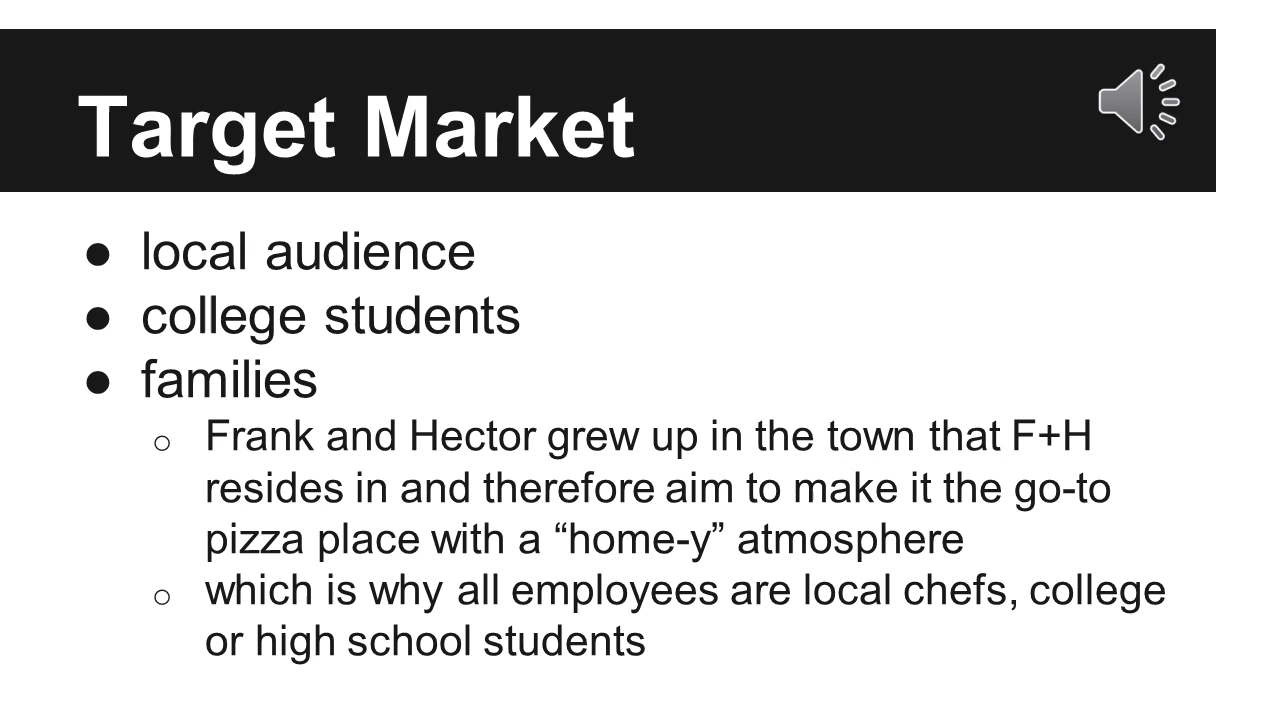 Target Market
● local audience
● college students
● families
o Frank and Hector grew up in the town that F+H
resides in and therefore aim to make it the go-to
pizza place with a “home-y” atmosphere
o which is why all employees are local chefs, college
or high school students